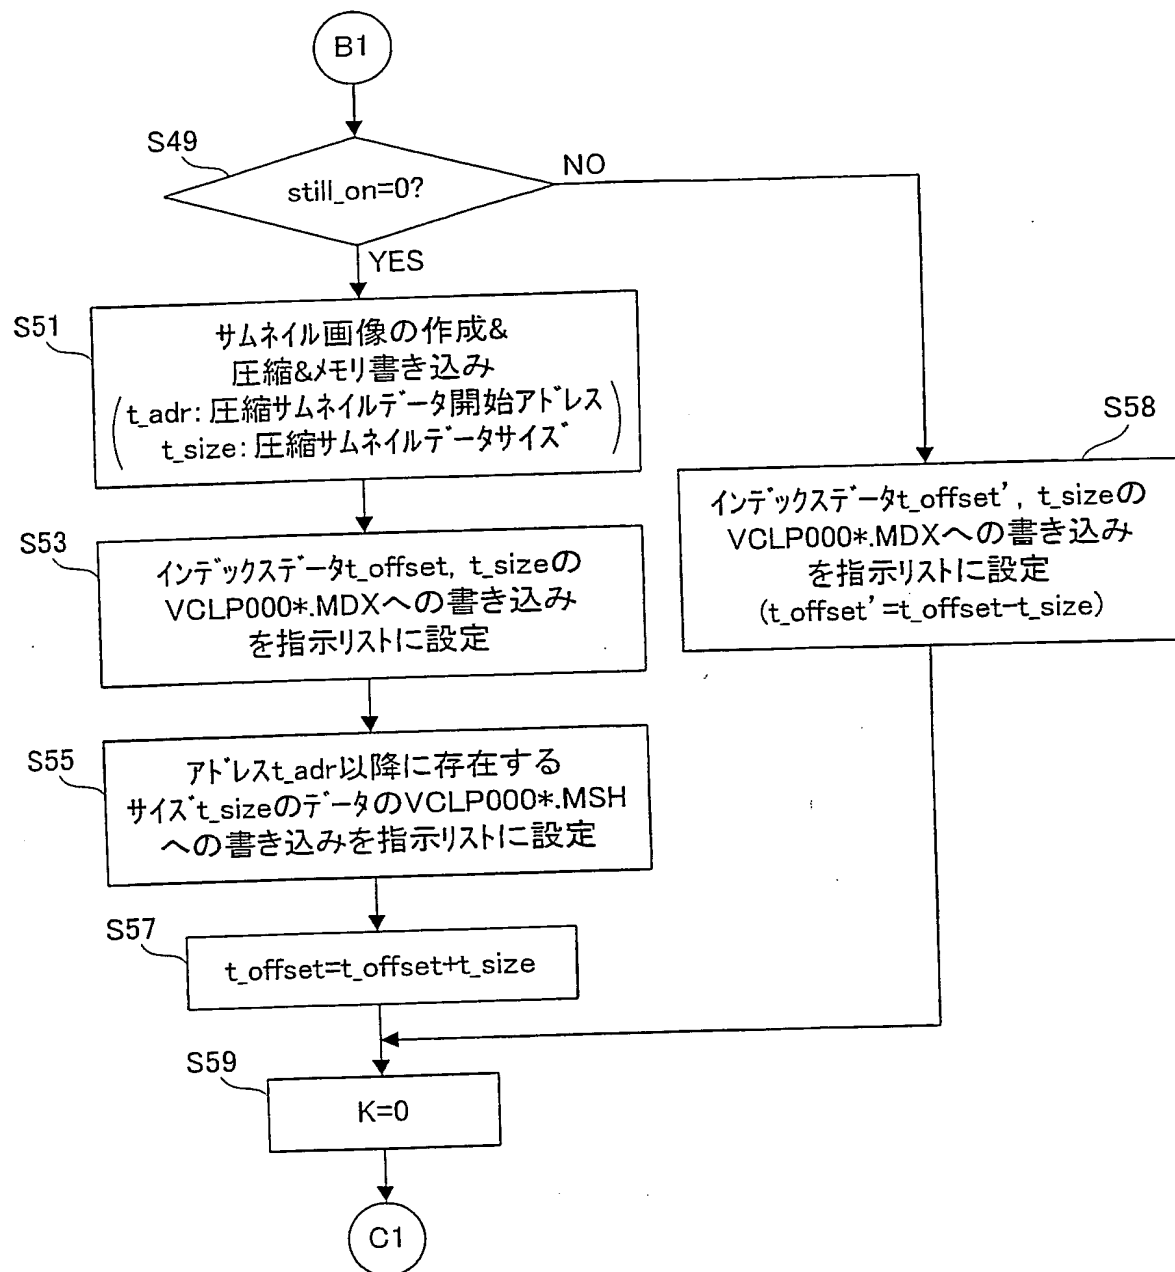 B1
S49
still_on=0?
NO
YES
S51
サムネイル画像の作成&
圧縮&メモリ書き込み
t_adr: 圧縮サムネイルデータ開始アドレス
t_size: 圧縮サムネイルデータサイズ
S53
インデックスデータt_offset, t_sizeの
VCLP000*.MDXへの書き込み
を指示リストに設定
S58
インデックスデータt_offset', t_sizeの
VCLP000*.MDXへの書き込み
を指示リストに設定
(t_offset'=t_offset-t_size)
S55
アドレスt_adr以降に存在する
サイズt_sizeのデータのVCLP000*.MSH
への書き込みを指示リストに設定
S57
t_offset=t_offset+t_size
S59
K=0
C1